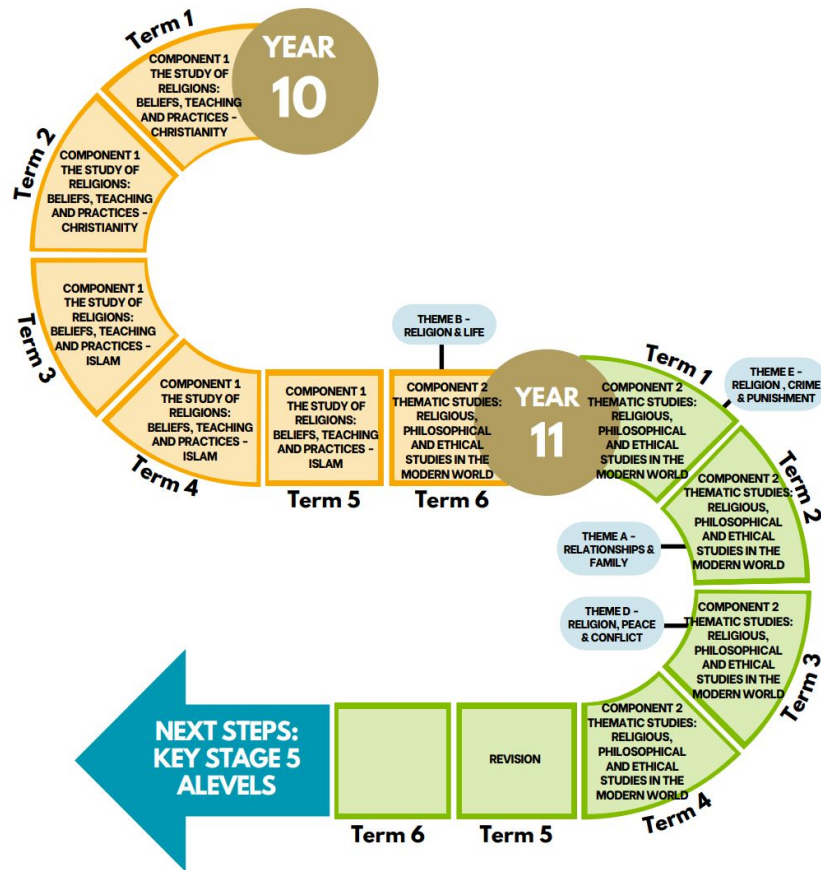 YEAR
10
Term 1
COMPONENT 1
THE STUDY OF
RELIGIONS:
BELIEFS, TEACHING
AND PRACTICES -
CHRISTIANITY
Term 2
COMPONENT 1
THE STUDY OF
RELIGIONS:
BELIEFS, TEACHING
AND PRACTICES -
CHRISTIANITY
Term 3
COMPONENT 1
THE STUDY OF
RELIGIONS:
BELIEFS, TEACHING
AND PRACTICES -
ISLAM
Term 4
COMPONENT 1
THE STUDY OF
RELIGIONS:
BELIEFS, TEACHING
AND PRACTICES -
ISLAM
COMPONENT 1
THE STUDY OF
RELIGIONS:
BELIEFS, TEACHING
AND PRACTICES -
ISLAM
Term 5
THEME B -
RELIGION & LIFE
COMPONENT 2
THEMATIC STUDIES:
RELIGIOUS,
PHILOSOPHICAL
AND ETHICAL
STUDIES IN THE
MODERN WORLD
Term 6
YEAR
11
Term 1
COMPONENT 2
THEMATIC STUDIES:
RELIGIOUS,
PHILOSOPHICAL
AND ETHICAL
STUDIES IN THE
MODERN WORLD
THEME E -
RELIGION , CRIME
& PUNISHMENT
Term 2
COMPONENT 2
THEMATIC STUDIES:
RELIGIOUS,
PHILOSOPHICAL
AND ETHICAL
STUDIES IN THE
MODERN WORLD
THEME A -
RELATIONSHIPS &
FAMILY
THEME D -
RELIGION, PEACE
& CONFLICT
COMPONENT 2
THEMATIC STUDIES:
RELIGIOUS,
PHILOSOPHICAL
AND ETHICAL
STUDIES IN THE
MODERN WORLD
Term 3
COMPONENT 2
THEMATIC STUDIES:
RELIGIOUS,
PHILOSOPHICAL
AND ETHICAL
STUDIES IN THE
MODERN WORLD
Term 4
REVISION
Term 5
Term 6
NEXT STEPS:
KEY STAGE 5
ALEVELS